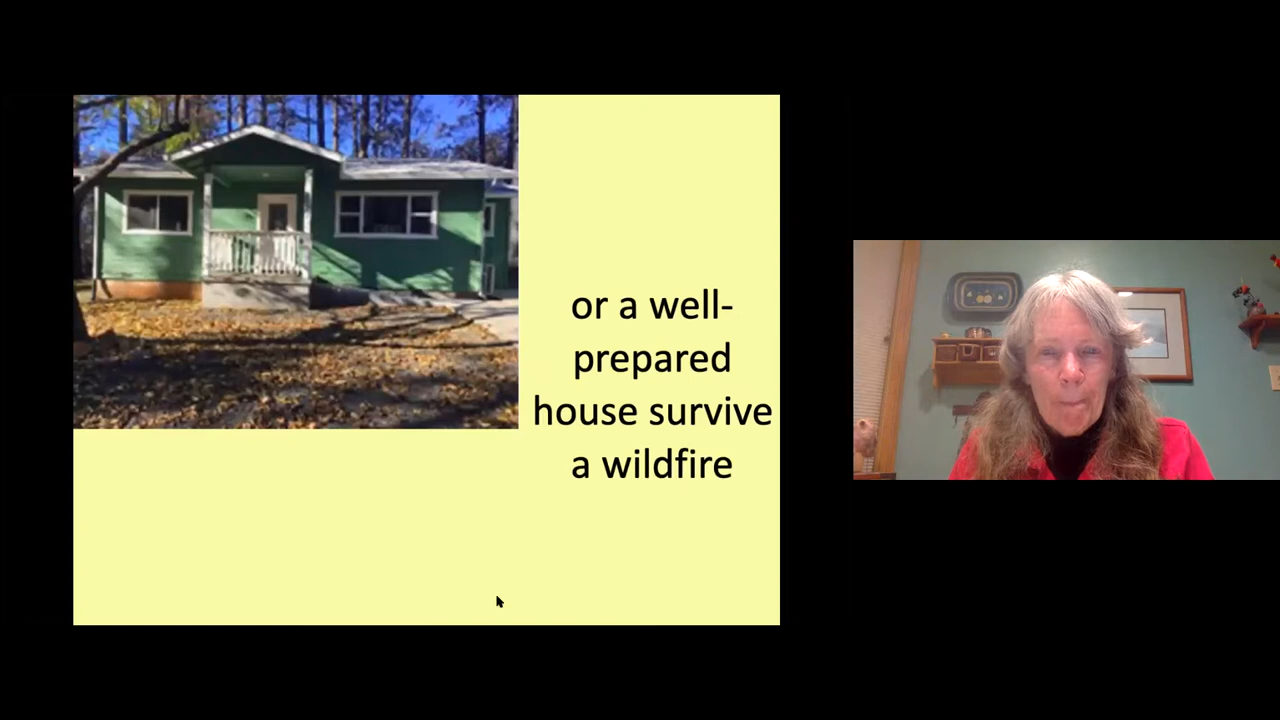 or a well-
prepared
house survive
a wildfire